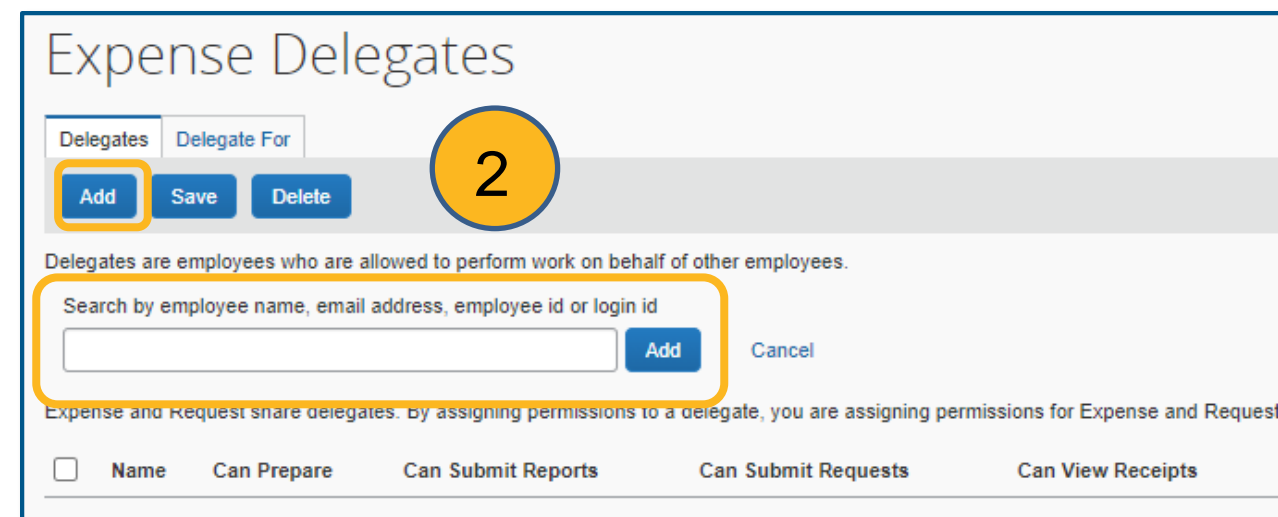 Expense Delegates
Delegates Delegate For
2
Add Save Delete
Delegates are employees who are allowed to perform work on behalf of other employees.
Search by employee name, email address, employee id or login id
Add Cancel
Expense and Request share delegates. By assigning permissions to a delegate, you are assigning permissions for Expense and Request
Name Can Prepare Can Submit Reports Can Submit Requests Can View Receipts